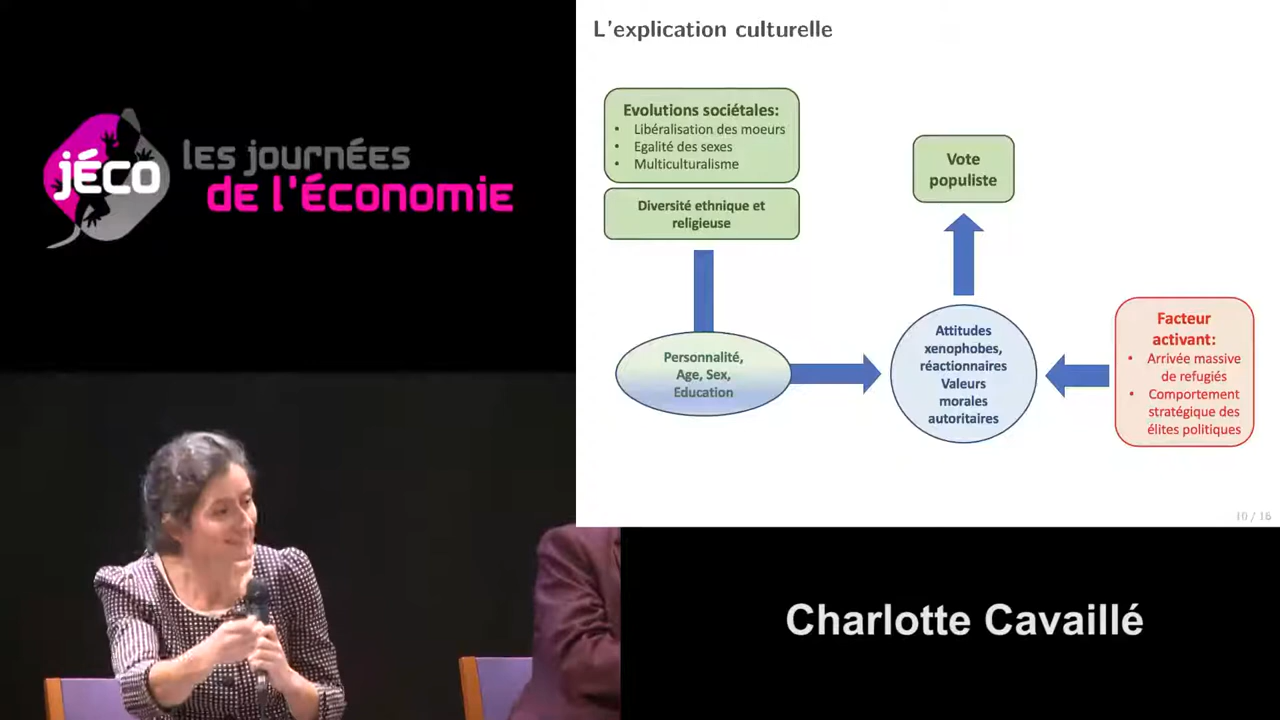 jéco
les journées
de l'économie
L'explication culturelle
Evolutions sociétales:
• Libéralisation des moeurs
• Egalité des sexes
• Multiculturalisme
Diversité ethnique et
religieuse
Vote
populiste
Personnalité,
Age, Sex,
Education
Attitudes
xenophobes,
réactionnaires
Valeurs
morales
autoritaires
Facteur
activant:
• Arrivée massive
de refugiés
• Comportement
stratégique des
élites politiques
10 / 16
Charlotte Cavaillé